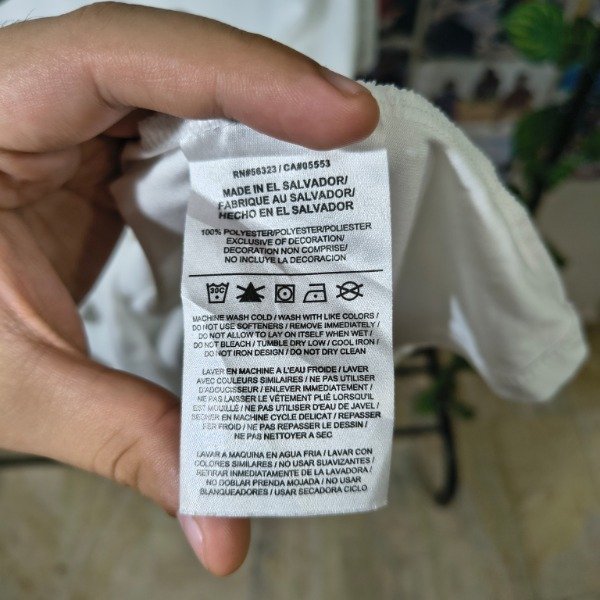 RN#56323 / CA#05553
MADE IN EL SALVADOR/
FABRIQUE AU SALVADOR/
HECHO EN EL SALVADOR
100% POLYESTER/POLYESTER/POLIESTER
EXCLUSIVE OF DECORATION/
DECORATION NON COMPRISE/
NO INCLUYE LA DECORACION
30C
MACHINE WASH COLD / WASH WITH LIKE COLORS /
DO NOT USE SOFTENERS / REMOVE IMMEDIATELY /
DO NOT ALLOW TO LAY ON ITSELF WHEN WET /
DO NOT BLEACH / TUMBLE DRY LOW / COOL IRON /
DO NOT IRON DESIGN / DO NOT DRY CLEAN
LAVER EN MACHINE A L'EAU FROIDE / LAVER
AVEC COULEURS SIMILAIRES / NE PAS UTILISER
D'ADOUCISSEUR / ENLEVER IMMEDIATEMENT /
NE PAS LAISSER LE VÊTEMENT PLIÉ LORSQU'IL
EST MOUILLÉ / NE PAS UTILISER D'EAU DE JAVEL /
SECHER EN MACHINE CYCLE DELICAT / REPASSER
FER FROID / NE PAS REPASSER LE DESSIN /
NE PAS NETTOYER A SEC
LAVAR A MAQUINA EN AGUA FRIA / LAVAR CON
COLORES SIMILARES / NO USAR SUAVIZANTES /
RETIRAR INMEDIATAMENTE DE LA LAVADORA /
NO DOBLAR PRENDA MOJADA / NO USAR
BLANQUEADORES / USAR SECADORA CICLO